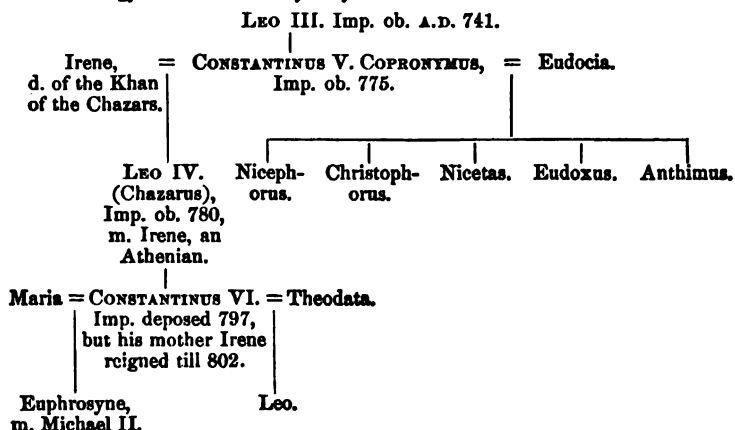 LEO III. Imp. ob. A.D. 741.
Irene, = CONSTANTINUS V. COPRONYMUS, = Eudocia.
d. of the Khan Imp. ob. 775.
of the Chazars.
LEO IV. Niceph- Christoph- Nicetas. Eudoxus. Anthimus.
(Chazarus), orus. orus.
Imp. ob. 780,
m. Irene, an
Athenian.
Maria = CONSTANTINUS VI. = Theodata.
Imp. deposed 797,
but his mother Irene
reigned till 802.
Euphrosyne, Leo.
m. Michael II.